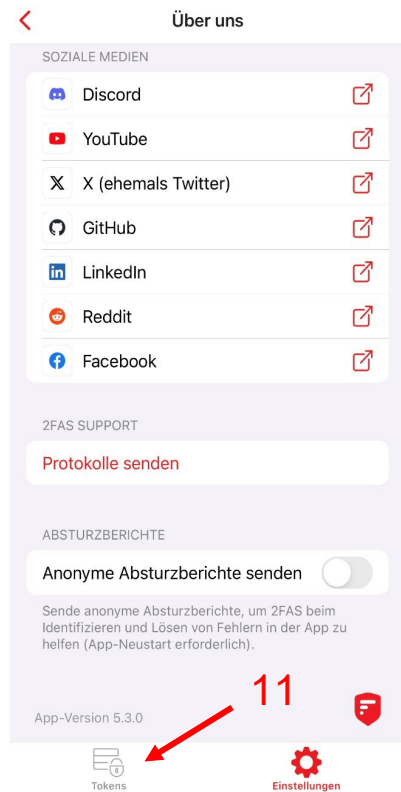 Über uns
SOZIALE MEDIEN
Discord
YouTube
X (ehemals Twitter)
GitHub
LinkedIn
Reddit
Facebook
2FAS SUPPORT
Protokolle senden
ABSTURZBERICHTE
Anonyme Absturzberichte senden
Sende anonyme Absturzberichte, um 2FAS beim
Identifizieren und Lösen von Fehlern in der App zu
helfen (App-Neustart erforderlich).
11
App-Version 5.3.0
Tokens
Einstellungen